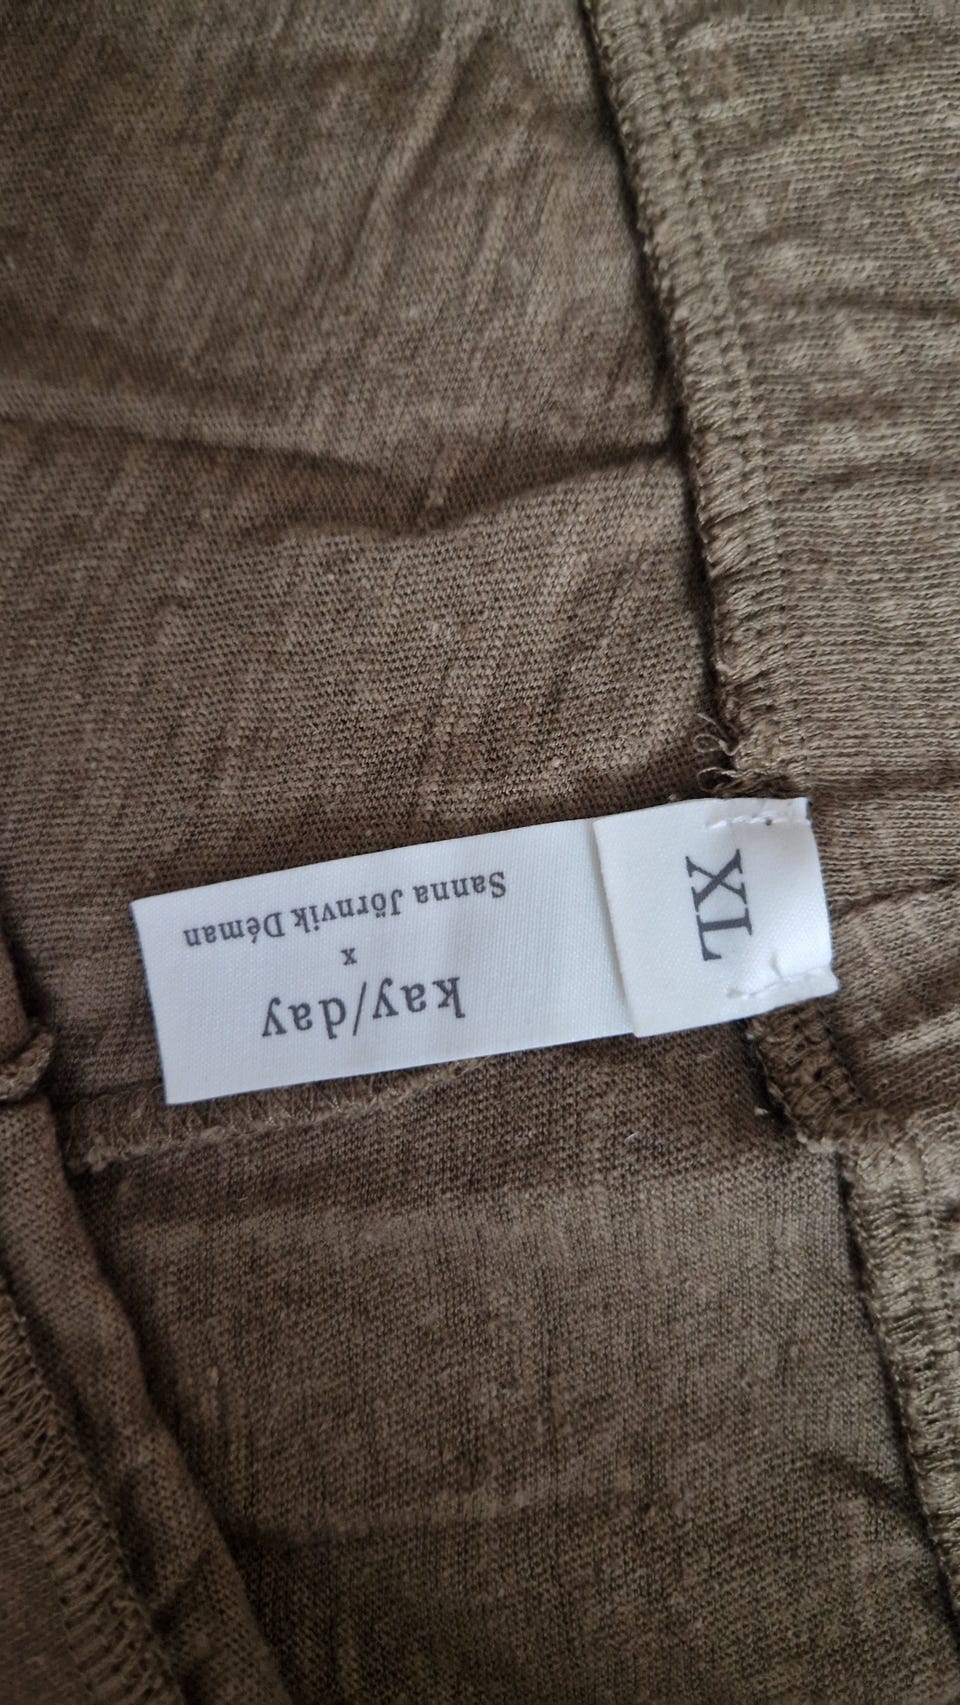 kay/day
x
Sanna Jörnvik Déman
XL